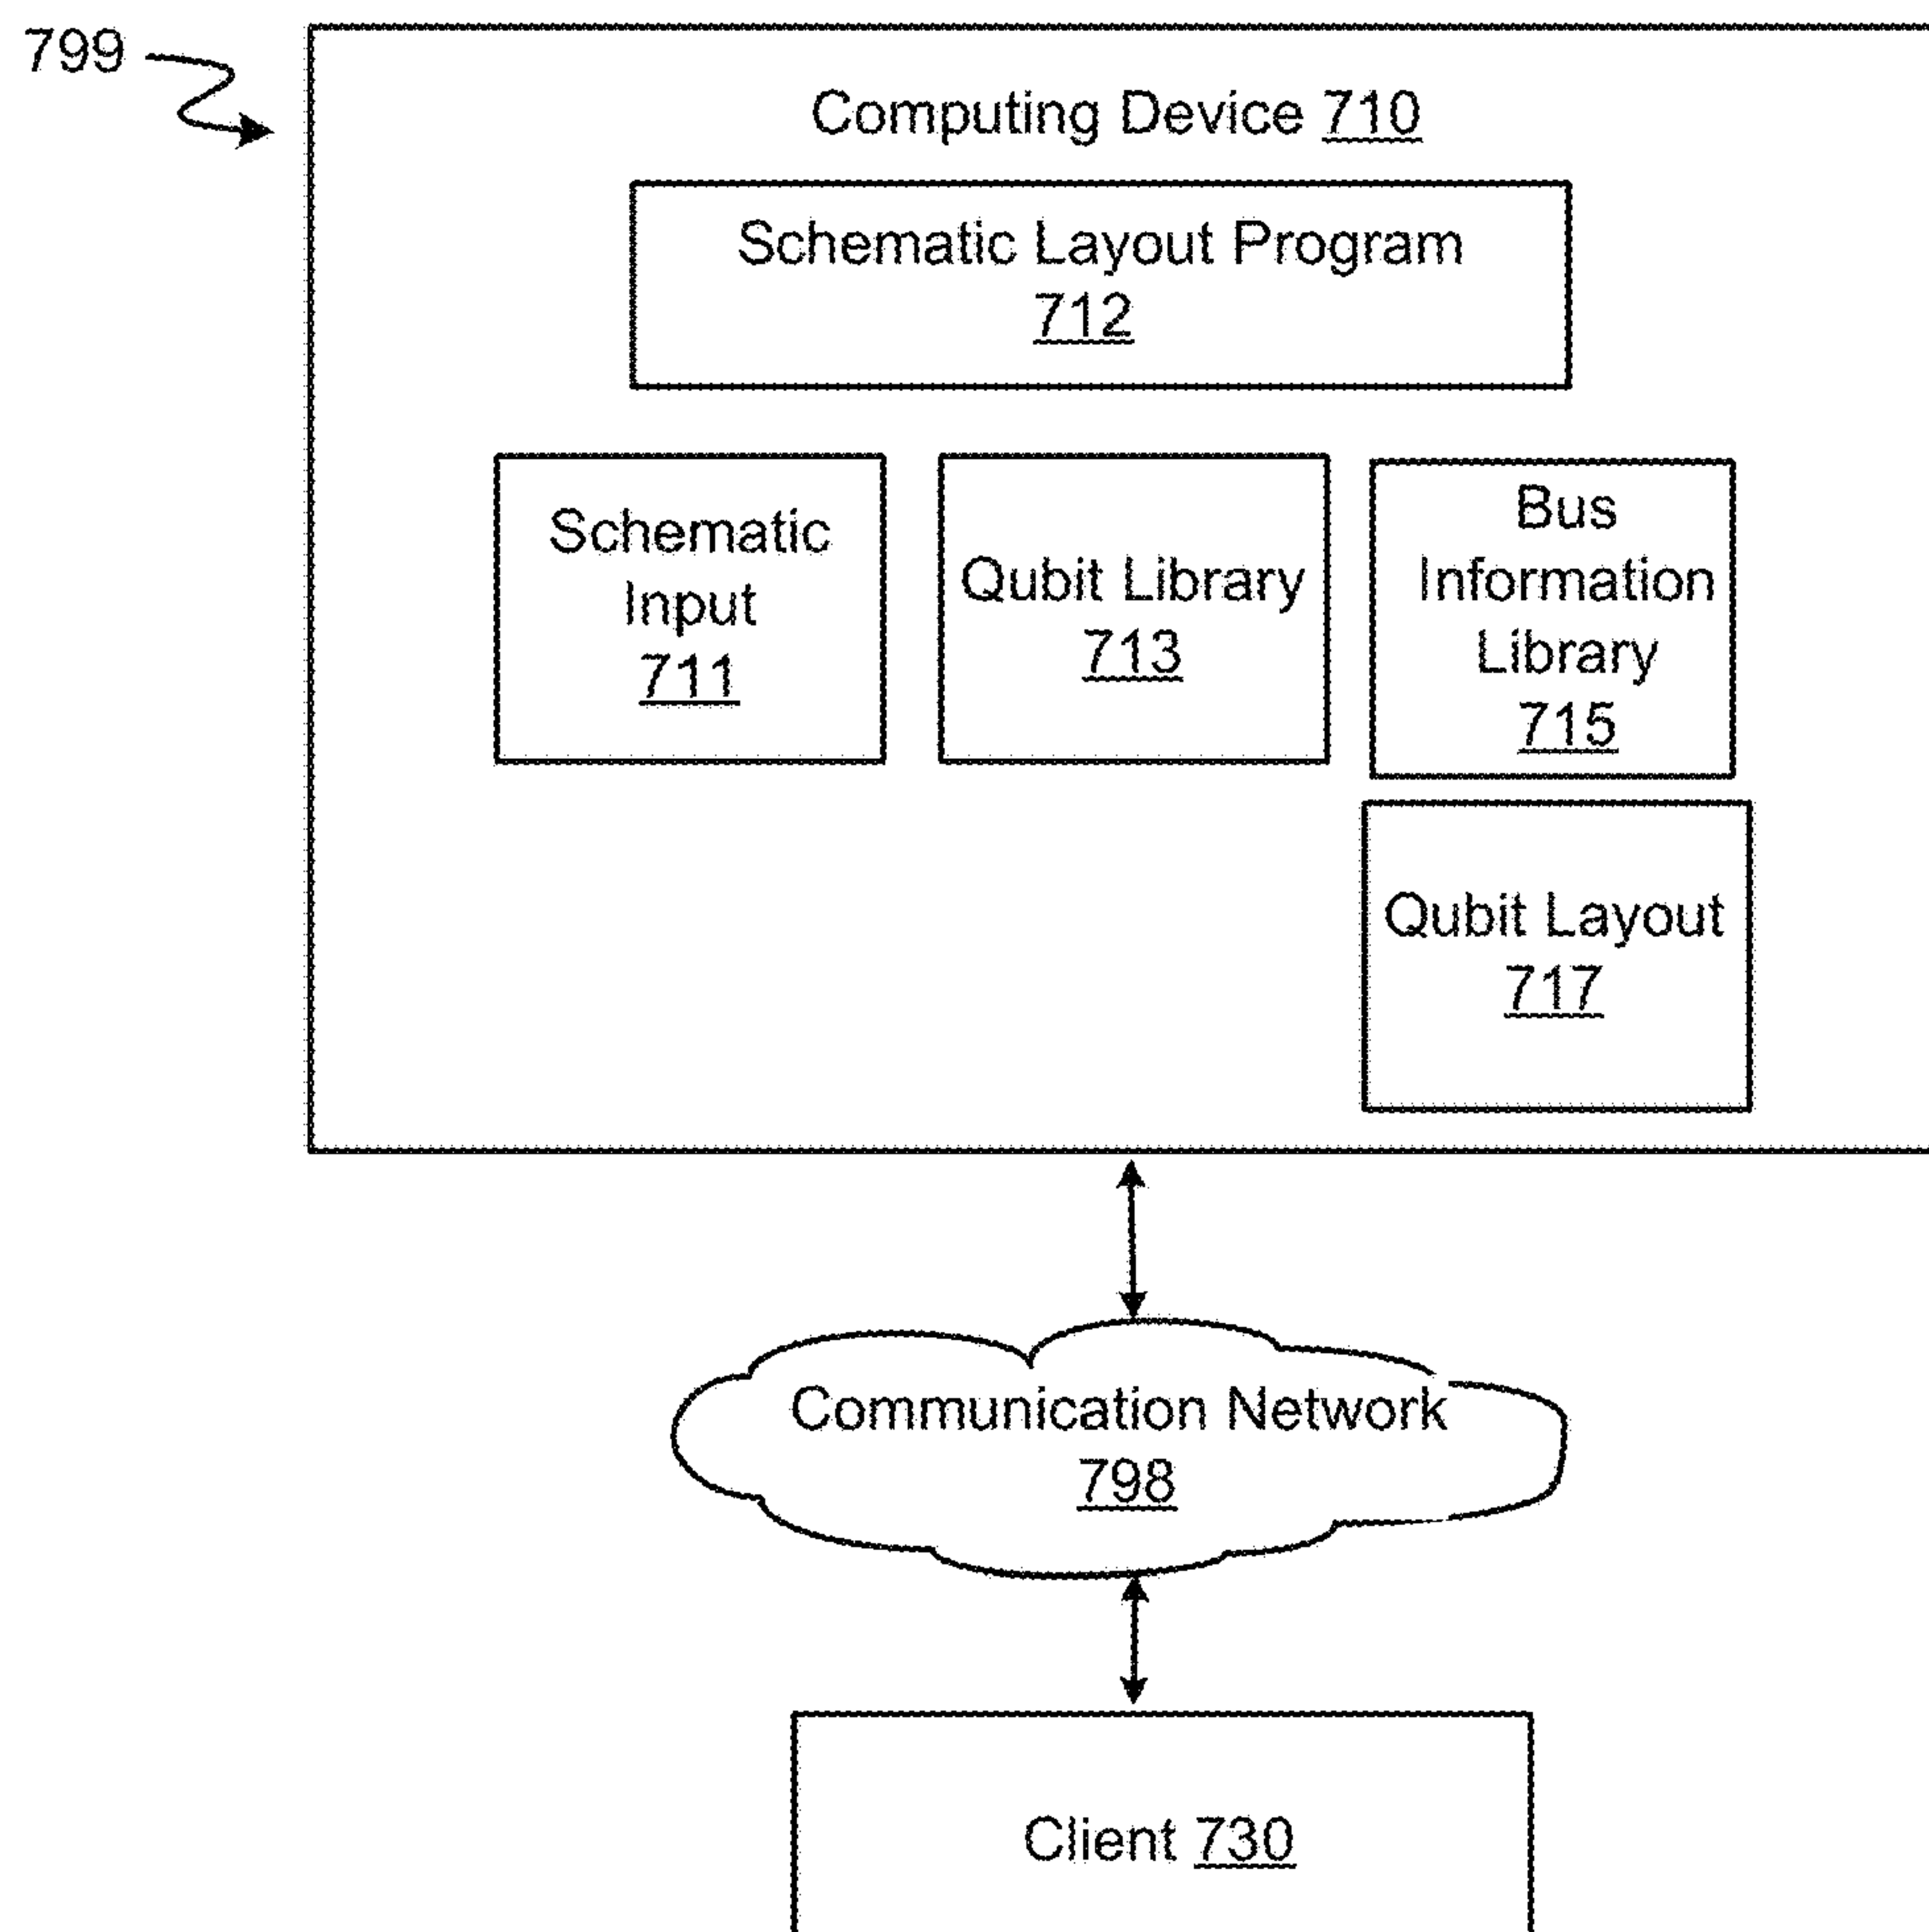 799
Computing Device 710
Schematic Layout Program
712
Schematic
Input
711
Qubit Library
713
Bus
Information
Library
715
Qubit Layout
717
Communication Network
798
Client 730